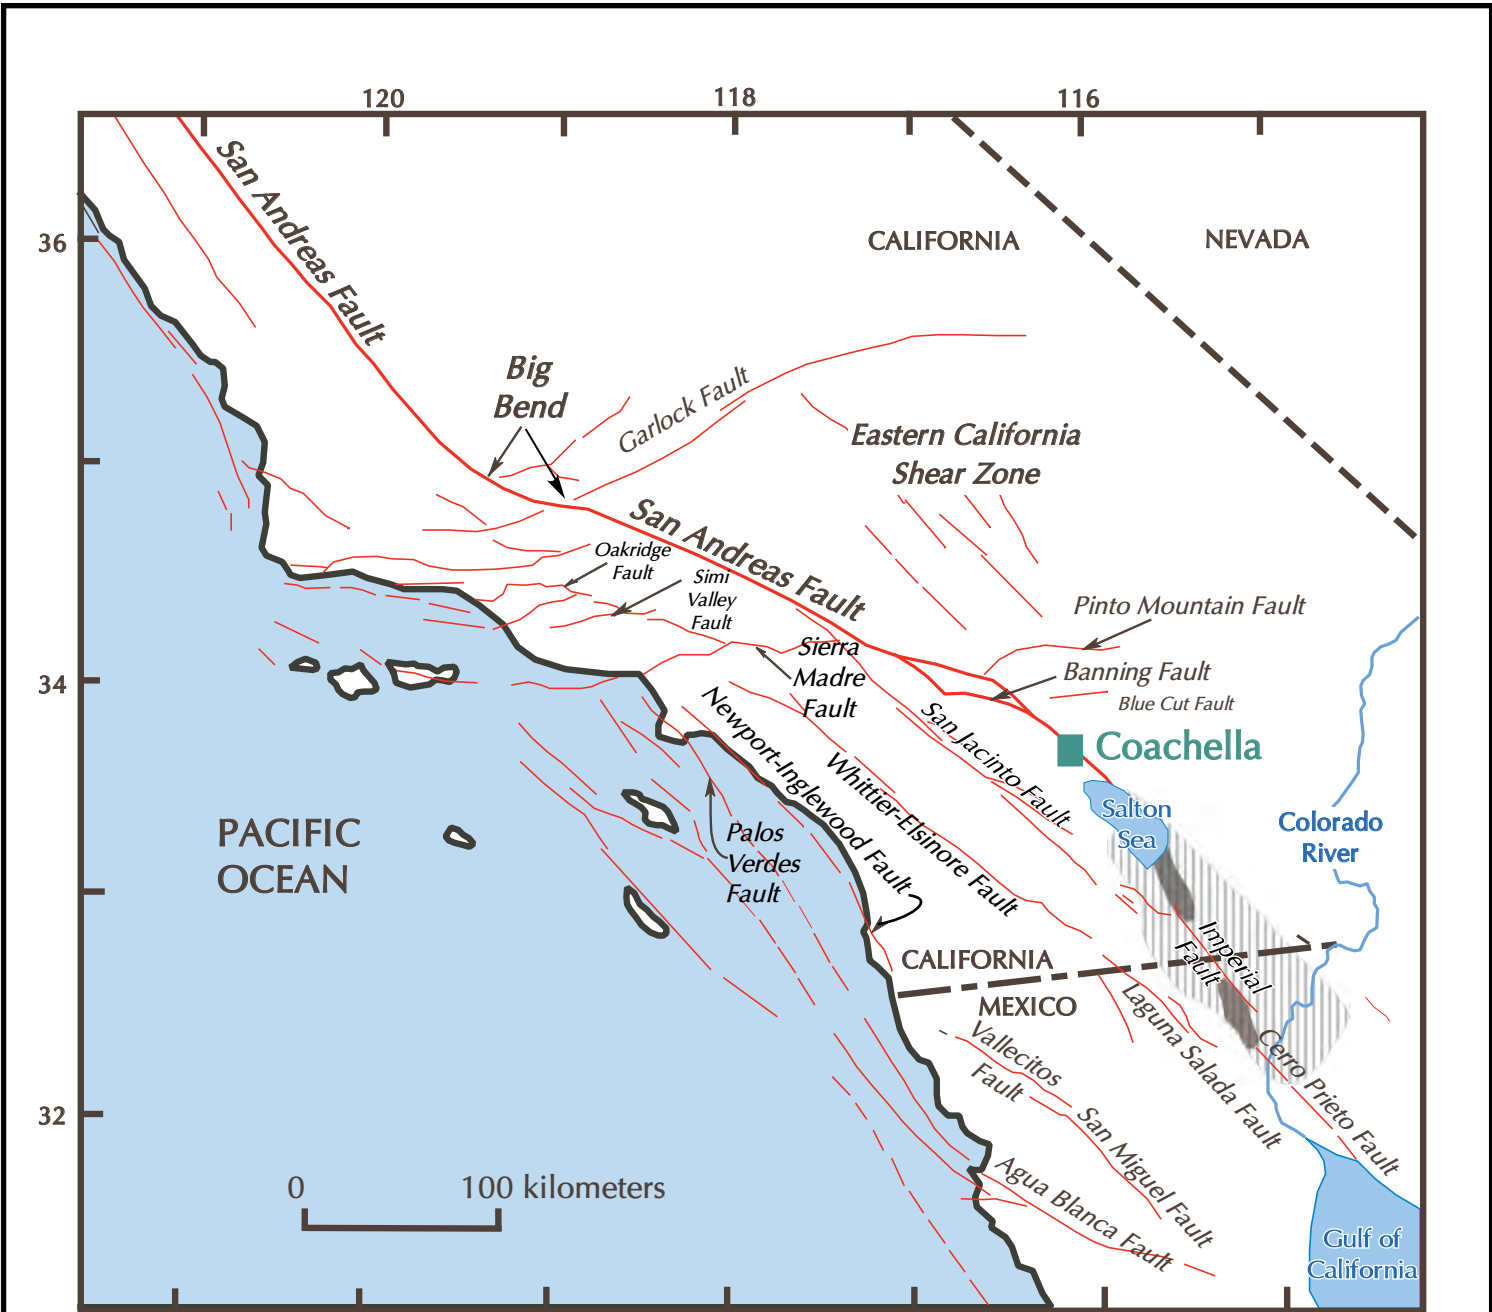 120
118
116
36
34
32
San Andreas Fault
CALIFORNIA
NEVADA
Big
Bend
Garlock Fault
Eastern California
Shear Zone
San Andreas Fault
Oakridge
Fault
Simi
Valley
Fault
Pinto Mountain Fault
Sierra
Madre
Fault
Banning Fault
Blue Cut Fault
Newport-Inglewood Fault
San Jacinto Fault
Coachella
Whittier-Elsinore Fault
Salton
Sea
Colorado
River
PACIFIC
OCEAN
Palos
Verdes
Fault
Imperial
Fault
CALIFORNIA
MEXICO
Laguna Salada Fault
Vallecitos
Fault
Cerro Prieto Fault
San Miguel Fault
Agua Blanca Fault
0
100 kilometers
Gulf of
California